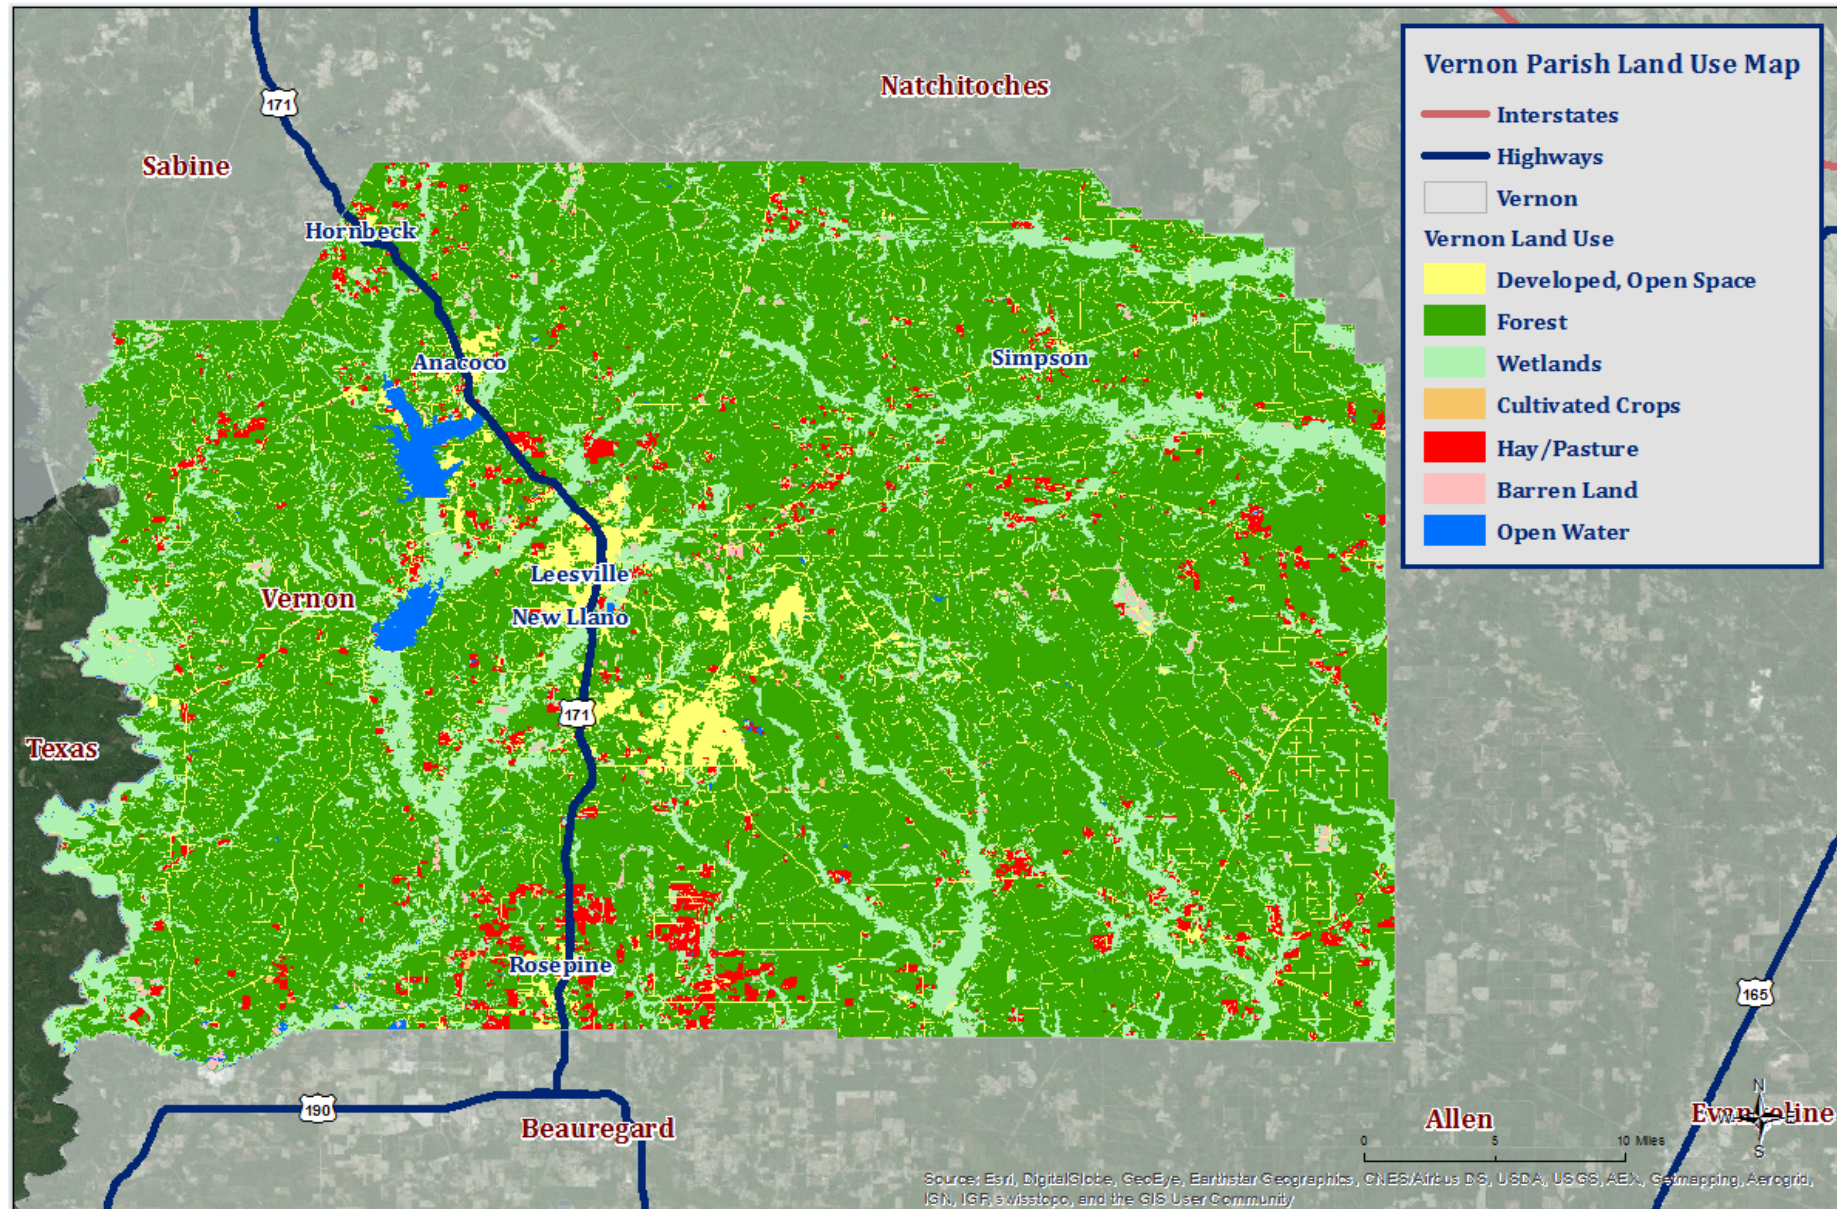 Vernon Parish Land Use Map
Interstates
Highways
Vernon
Vernon Land Use
Developed, Open Space
Forest
Wetlands
Cultivated Crops
Hay/Pasture
Barren Land
Open Water
Natchitoches
171
Sabine
Hornbeck
Anacoco
Simpson
Leesville
Vernon
New Llano
171
Texas
Rosepine
165
190
Beauregard
Allen
Evangeline
N
W E
S
0 5 10 Miles
Source: Esri, DigitalGlobe, GeoEye, Earthstar Geographics, CNES/Airbus DS, USDA, USGS, AEX, Getmapping, Aerogrid,
IGN, IGP, swisstopo, and the GIS User Community